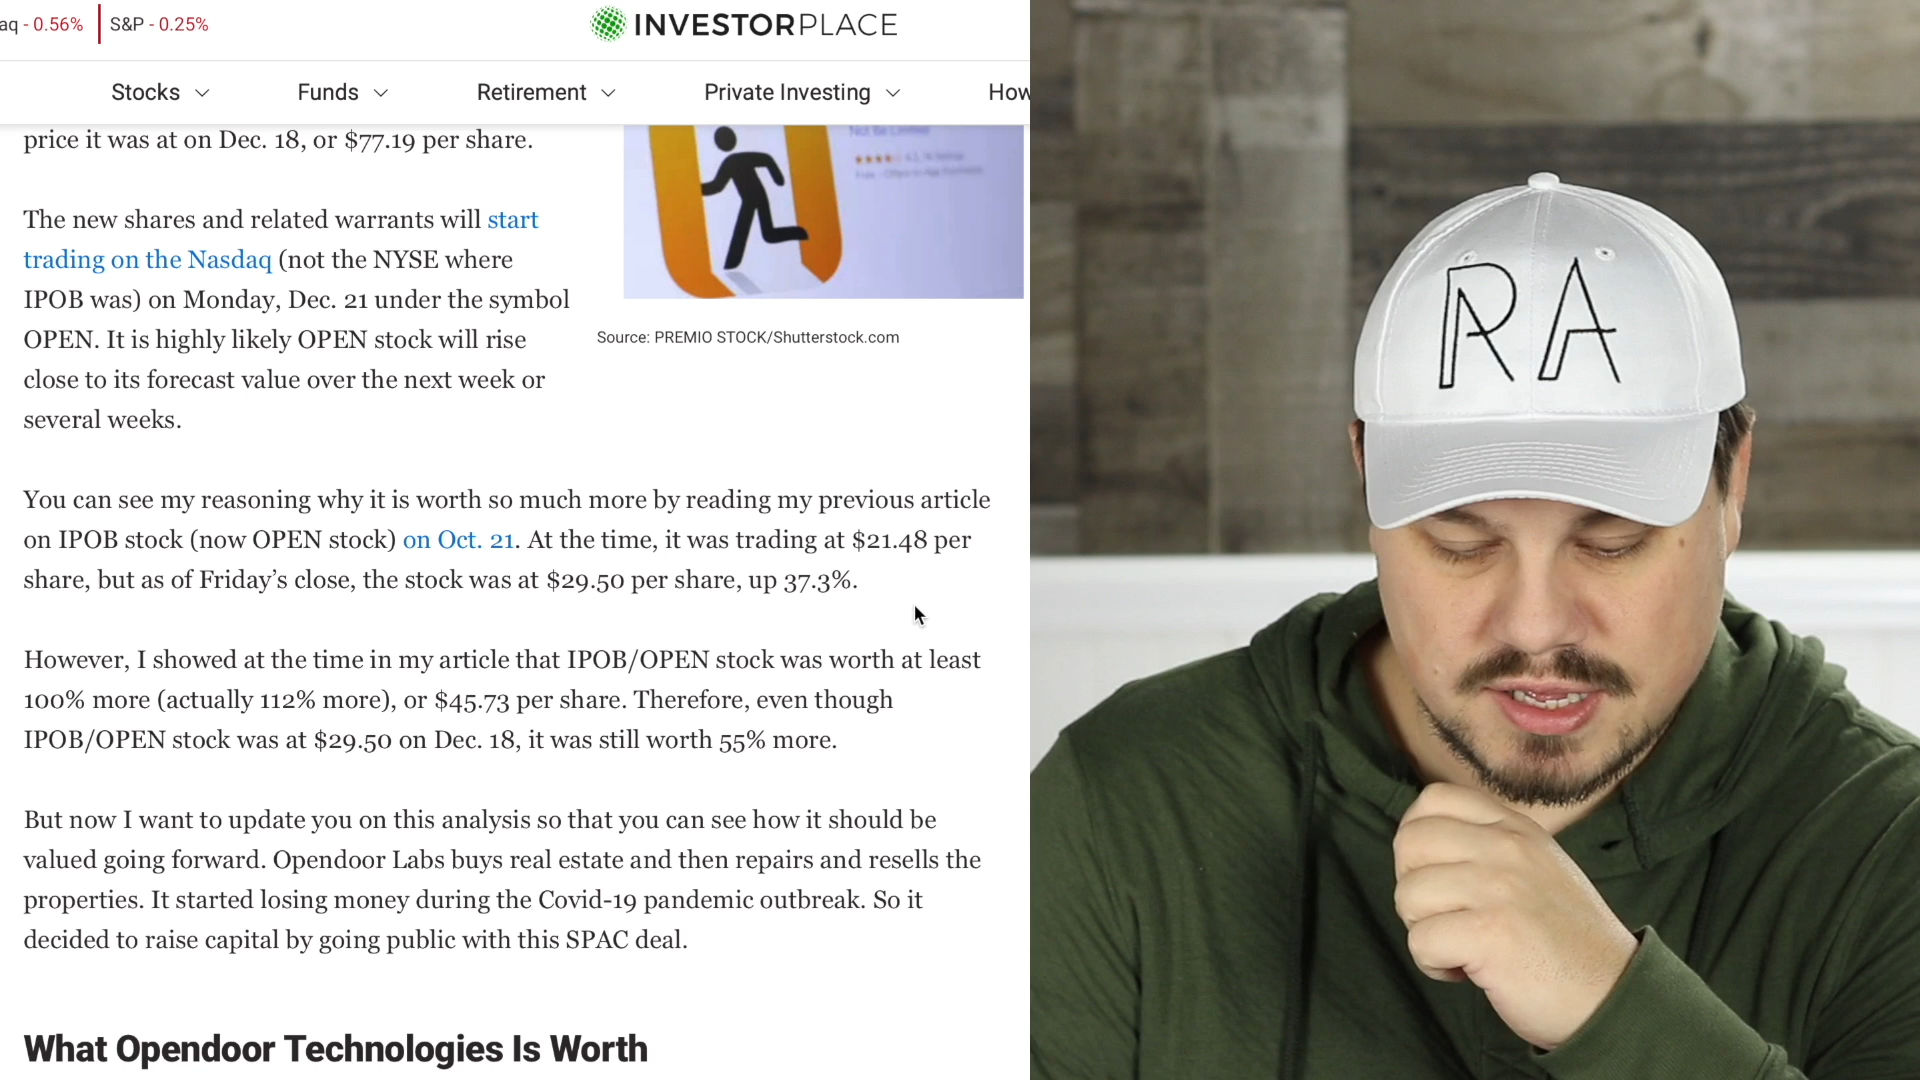 aq - 0.56% S&P - 0.25%
INVESTORPLACE
Stocks Funds Retirement Private Investing How
price it was at on Dec. 18, or $77.19 per share.
The new shares and related warrants will start
trading on the Nasdaq (not the NYSE where
IPOB was) on Monday, Dec. 21 under the symbol
OPEN. It is highly likely OPEN stock will rise
close to its forecast value over the next week or
several weeks.
Not Be Limited
Source: PREMIO STOCK/Shutterstock.com
You can see my reasoning why it is worth so much more by reading my previous article
on IPOB stock (now OPEN stock) on Oct. 21. At the time, it was trading at $21.48 per
share, but as of Friday’s close, the stock was at $29.50 per share, up 37.3%.
However, I showed at the time in my article that IPOB/OPEN stock was worth at least
100% more (actually 112% more), or $45.73 per share. Therefore, even though
IPOB/OPEN stock was at $29.50 on Dec. 18, it was still worth 55% more.
But now I want to update you on this analysis so that you can see how it should be
valued going forward. Opendoor Labs buys real estate and then repairs and resells the
properties. It started losing money during the Covid-19 pandemic outbreak. So it
decided to raise capital by going public with this SPAC deal.
What Opendoor Technologies Is Worth
RA